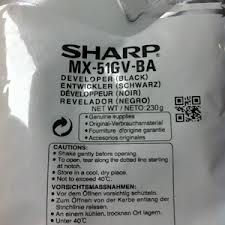 SHARP
MX-51GV-BA
DEVELOPER (BLACK)
ENTWICKLER (SCHWARZ)
DÉVELOPPEUR (NOIR)
REVELADOR (NEGRO)
NET WT / NETO: 230g
• Genuine supplies
• Original-Verbrauchsmaterial
• Fourniture d'origine garantie
• Accesorios originales
CAUTIONS:
• Shake gently before opening.
• To open, tear along the dotted line starting
at notch.
• Store in a cool, dry place.
• Not to exceed 40°C.
VORSICHTSMASSNAHMEN:
• Vor dem Öffnen vorsichtig schütteln.
• Zum Öffnen von der Kerbe entlang der
Strichlinie reissen.
• An einem kühlen, trocknen Ort lagern.
• Unter 40°C